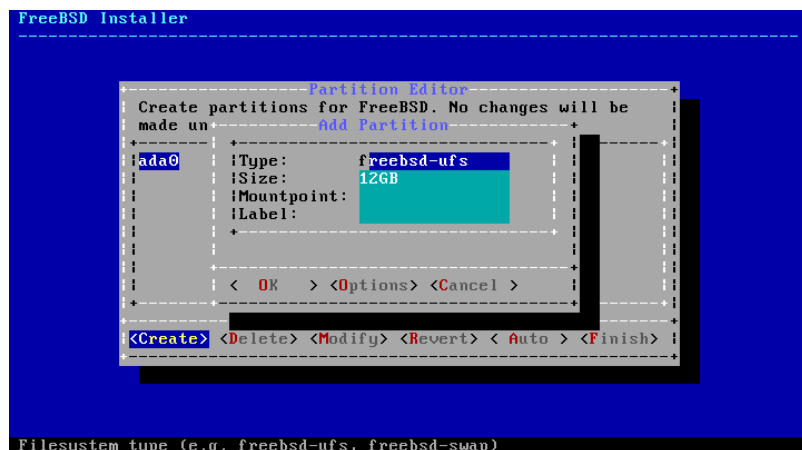 FreeBSD Installer
Partition Editor
Create partitions for FreeBSD. No changes will be
made un
Add Partition
ada0
Type: freebsd-ufs
Size: 12GB
Mountpoint:
Label:
< OK > <Options> <Cancel >
<Create> <Delete> <Modify> <Revert> < Auto > <Finish>
Filesystem type (e.g. freebsd-ufs, freebsd-swap)